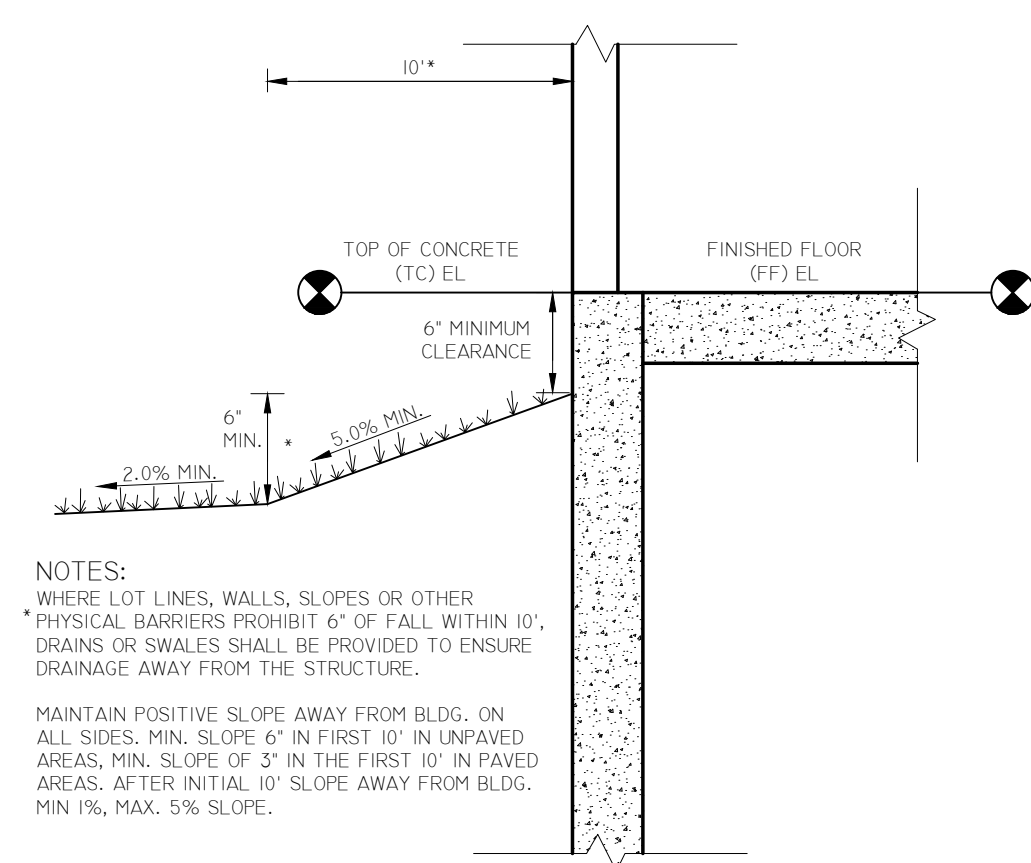 10'*
TOP OF CONCRETE
(TC) EL
FINISHED FLOOR
(FF) EL
6" MINIMUM
CLEARANCE
6"
MIN.
*
5.0% MIN.
2.0% MIN.
NOTES:
WHERE LOT LINES, WALLS, SLOPES OR OTHER
* PHYSICAL BARRIERS PROHIBIT 6" OF FALL WITHIN 10',
DRAINS OR SWALES SHALL BE PROVIDED TO ENSURE
DRAINAGE AWAY FROM THE STRUCTURE.
MAINTAIN POSITIVE SLOPE AWAY FROM BLDG. ON
ALL SIDES. MIN. SLOPE 6" IN FIRST 10' IN UNPAVED
AREAS, MIN. SLOPE OF 3" IN THE FIRST 10' IN PAVED
AREAS. AFTER INITIAL 10' SLOPE AWAY FROM BLDG.
MIN 1%, MAX. 5% SLOPE.